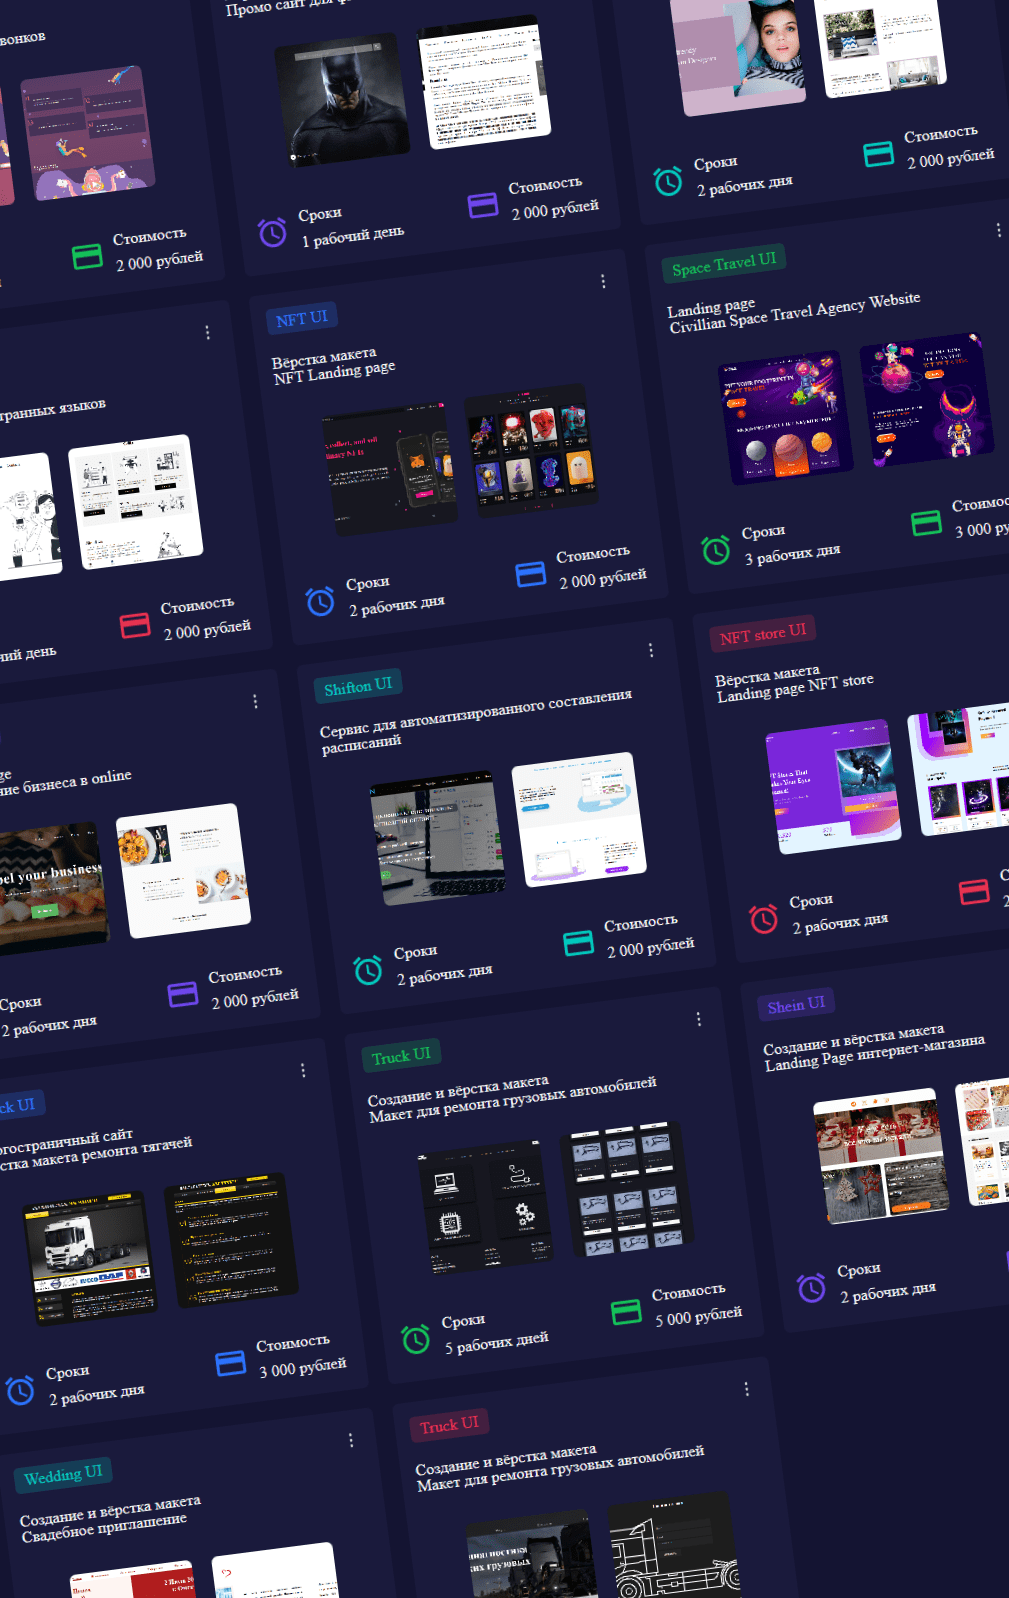 вонков
Стоимость
2 000 рублей
Промо сайт для ф
Сроки
1 рабочий день
Стоимость
2 000 рублей
Сроки
2 рабочих дня
Стоимость
2 000 рублей
транных языков
ий день
Стоимость
2 000 рублей
NFT UI
Вёрстка макета
NFT Landing page
Сроки
2 рабочих дня
Стоимость
2 000 рублей
Space Travel UI
Landing page
Civillian Space Travel Agency Website
Сроки
3 рабочих дня
Стоимос
3 000 ру
ge
ние бизнеса в online
bel your business
Сроки
2 рабочих дня
Стоимость
2 000 рублей
Shifton UI
Сервис для автоматизированного составления
расписаний
Сроки
2 рабочих дня
Стоимость
2 000 рублей
NFT store UI
Вёрстка макета
Landing page NFT store
Сроки
2 рабочих дня
С
2
ck UI
огостраничный сайт
стка макета ремонта тягачей
Сроки
2 рабочих дня
Стоимость
3 000 рублей
Truck UI
Создание и вёрстка макета
Макет для ремонта грузовых автомобилей
Сроки
5 рабочих дней
Стоимость
5 000 рублей
Shein UI
Создание и вёрстка макета
Landing Page интернет-магазина
Сроки
2 рабочих дня
Wedding UI
Создание и вёрстка макета
Свадебное приглашение
Truck UI
Создание и вёрстка макета
Макет для ремонта грузовых автомобилей